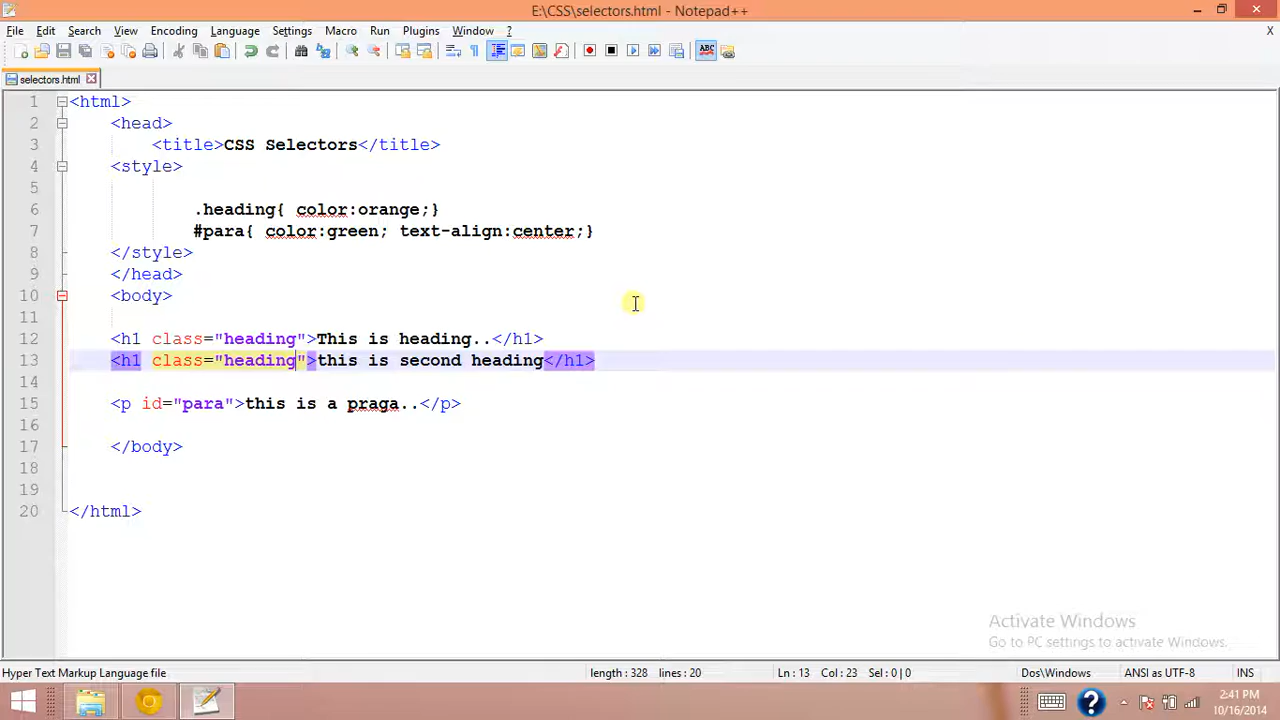 E:\CSS\selectors.html - Notepad++
File Edit Search View Encoding Language Settings Macro Run Plugins Window ? X
selectors.html
1 <html>
2 <head>
3 <title>CSS Selectors</title>
4 <style>
5
6 .heading{ color:orange;}
7 #para{ color:green; text-align:center;}
8 </style>
9 </head>
10 <body>
11
12 <h1 class="heading">This is heading..</h1>
13 <h1 class="heading">this is second heading</h1>
14
15 <p id="para">this is a praga..</p>
16
17 </body>
18
19
20 </html>
Activate Windows
Go to PC settings to activate Windows.
Hyper Text Markup Language file length : 328 lines : 20 Ln : 13 Col : 23 Sel : 0 | 0 Dos\Windows ANSI as UTF-8 INS
2:41 PM
10/16/2014